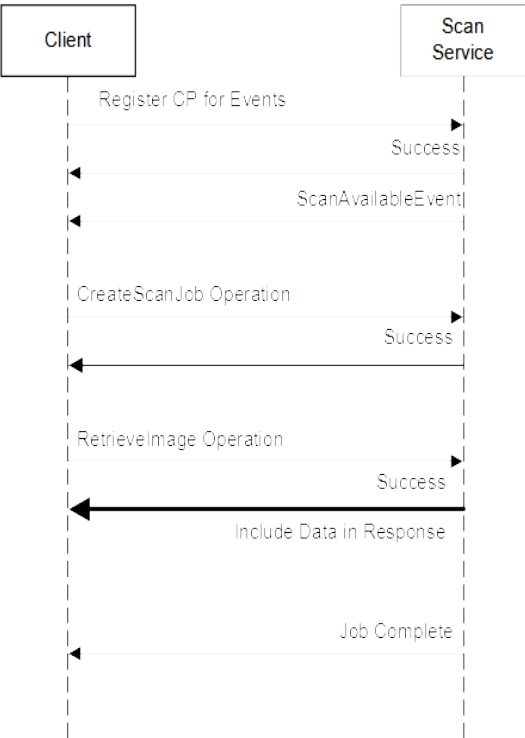 Client
Scan
Service
Register CP for Events
Success
ScanAvailableEvent
CreateScanJob Operation
Success
RetrieveImage Operation
Success
Include Data in Response
Job Complete